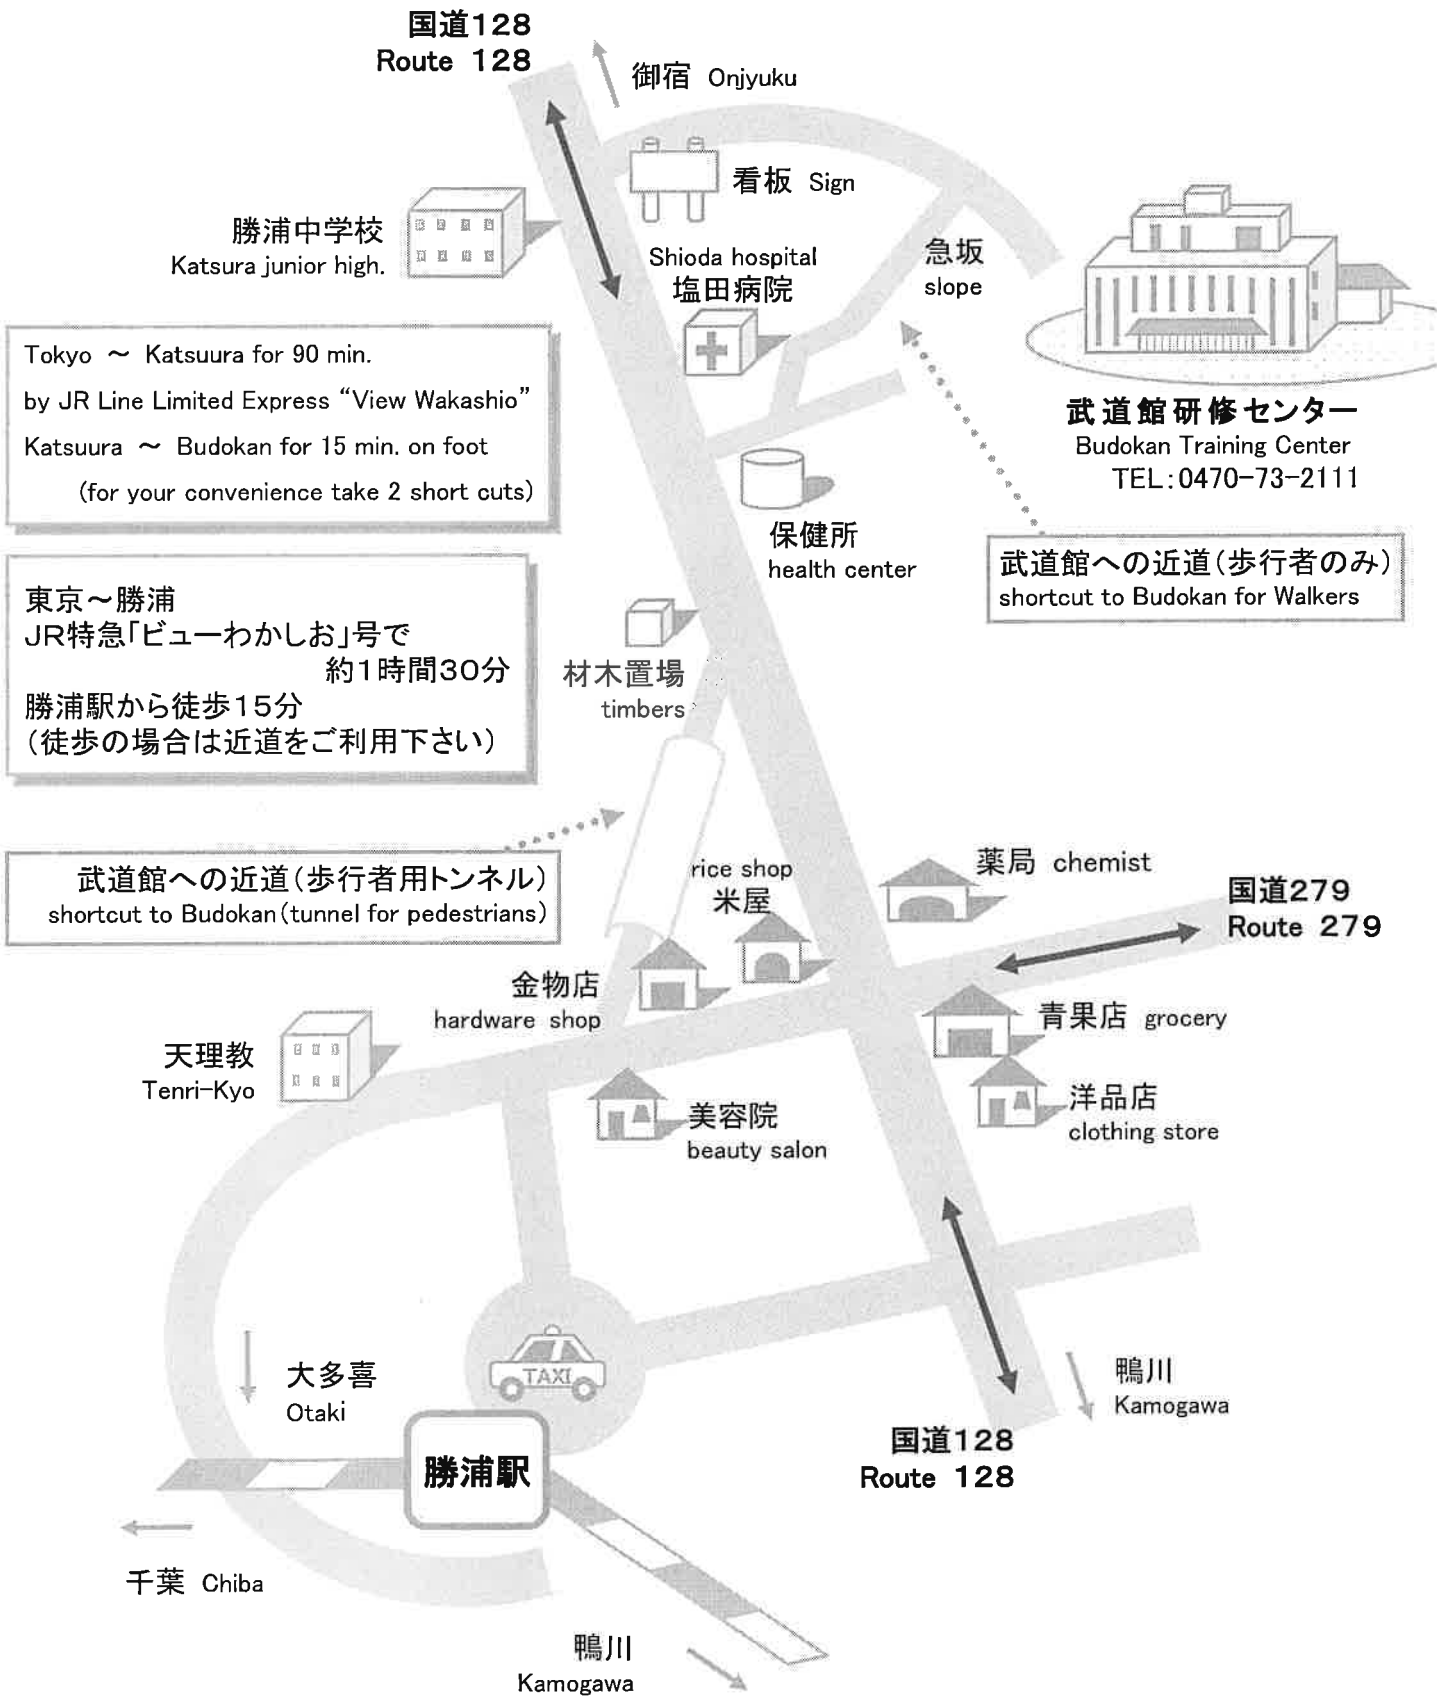 国道128
Route 128
御宿 Onjyuku
看板 Sign
勝浦中学校
Katsura junior high.
Shioda hospital
塩田病院
急坂
slope
Tokyo ～ Katsuura for 90 min.
by JR Line Limited Express “View Wakashio”
Katsuura ～ Budokan for 15 min. on foot
(for your convenience take 2 short cuts)
武道館研修センター
Budokan Training Center
TEL:0470-73-2111
保健所
health center
武道館への近道(歩行者のみ)
shortcut to Budokan for Walkers
東京～勝浦
JR特急「ビューわかしお」号で
約1時間30分
勝浦駅から徒歩15分
(徒歩の場合は近道をご利用下さい)
材木置場
timbers
武道館への近道(歩行者用トンネル)
shortcut to Budokan(tunnel for pedestrians)
rice shop
米屋
薬局 chemist
国道279
Route 279
金物店
hardware shop
青果店 grocery
天理教
Tenri-Kyo
美容院
beauty salon
洋品店
clothing store
TAXI
大多喜
Otaki
鴨川
Kamogawa
国道128
Route 128
勝浦駅
千葉 Chiba
鴨川
Kamogawa